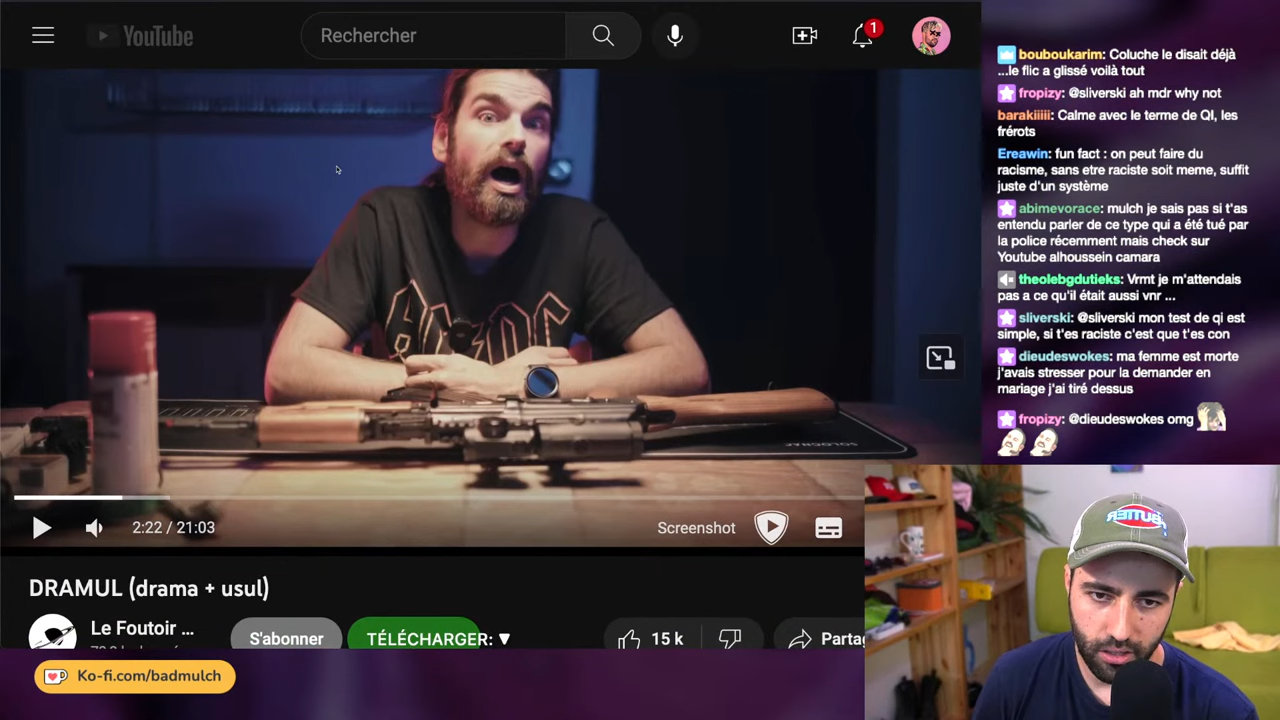 YouTube
Rechercher
1
2:22 / 21:03
Screenshot
DRAMUL (drama + usul)
Le Foutoir ...
S'abonner
TÉLÉCHARGER: ▼
15 k
Partag
Ko-fi.com/badmulch
bouboukarim: Coluche le disait déjà
...le flic a glissé voilà tout
fropizy: @sliverski ah mdr why not
barakiiiii: Calme avec le terme de QI, les
frérots
Ereawin: fun fact : on peut faire du
racisme, sans etre raciste soit meme, suffit
juste d'un système
abimevorace: mulch je sais pas si t'as
entendu parler de ce type qui a été tué par
la police récemment mais check sur
Youtube alhoussein camara
theolebgdutieks: Vrmt je m'attendais
pas a ce qu'il était aussi vnr ...
sliverski: @sliverski mon test de qi est
simple, si t'es raciste c'est que t'es con
dieudeswokes: ma femme est morte
j'avais stresser pour la demander en
mariage j'ai tiré dessus
fropizy: @dieudeswokes omg